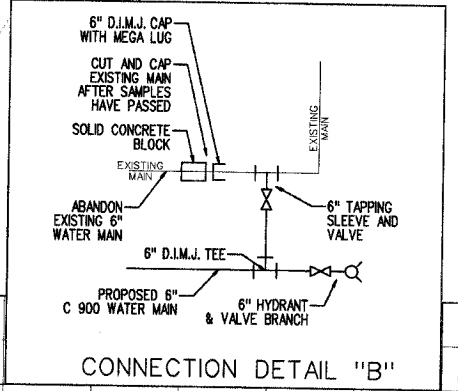 6" D.I.M.J. CAP
WITH MEGA LUG
CUT AND CAP
EXISTING MAIN
AFTER SAMPLES
HAVE PASSED
SOLID CONCRETE
BLOCK
EXISTING
MAIN
EXISTING
MAIN
ABANDON
EXISTING 6"
WATER MAIN
6" TAPPING
SLEEVE AND
VALVE
6" D.I.M.J. TEE
PROPOSED 6"
C 900 WATER MAIN
6" HYDRANT
& VALVE BRANCH
CONNECTION DETAIL "B"